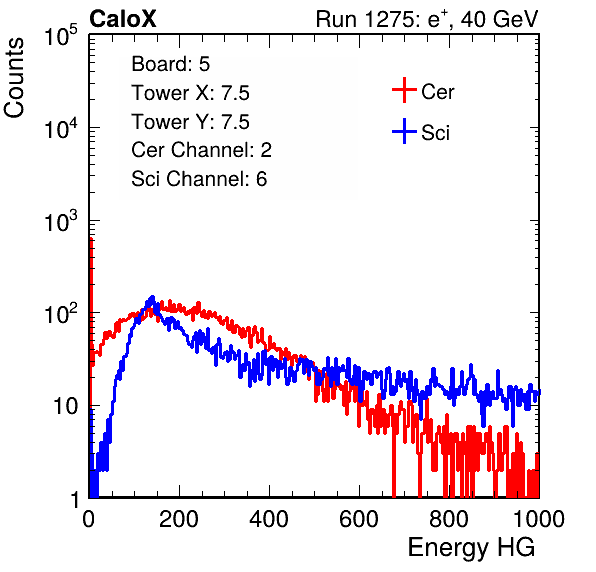 CaloX Run 1275: e⁺, 40 GeV
Counts
Board: 5
Tower X: 7.5
Tower Y: 7.5
Cer Channel: 2
Sci Channel: 6
Cer
Sci
10⁵
10⁴
10³
10²
10
1
0 200 400 600 800 1000
Energy HG